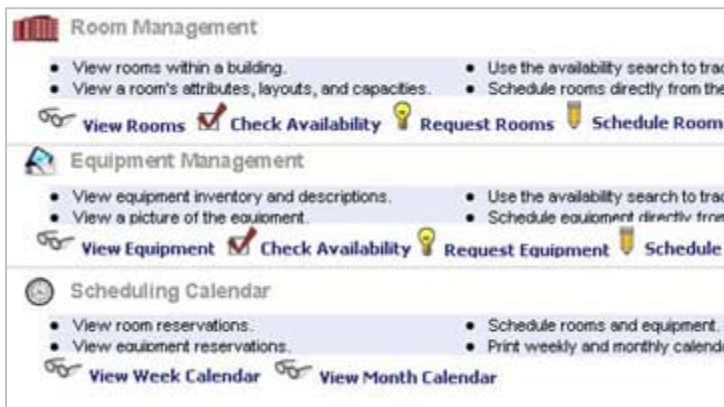 Room Management
View rooms within a building.
Use the availability search to trac
View a room's attributes, layouts, and capacities.
Schedule rooms directly from the
View Rooms Check Availability Request Rooms Schedule Room
Equipment Management
View equipment inventory and descriptions.
Use the availability search to trac
View a picture of the equipment.
Schedule equipment directly from
View Equipment Check Availability Request Equipment Schedule
Scheduling Calendar
View room reservations.
Schedule rooms and equipment.
View equipment reservations.
Print weekly and monthly calenda
View Week Calendar View Month Calendar